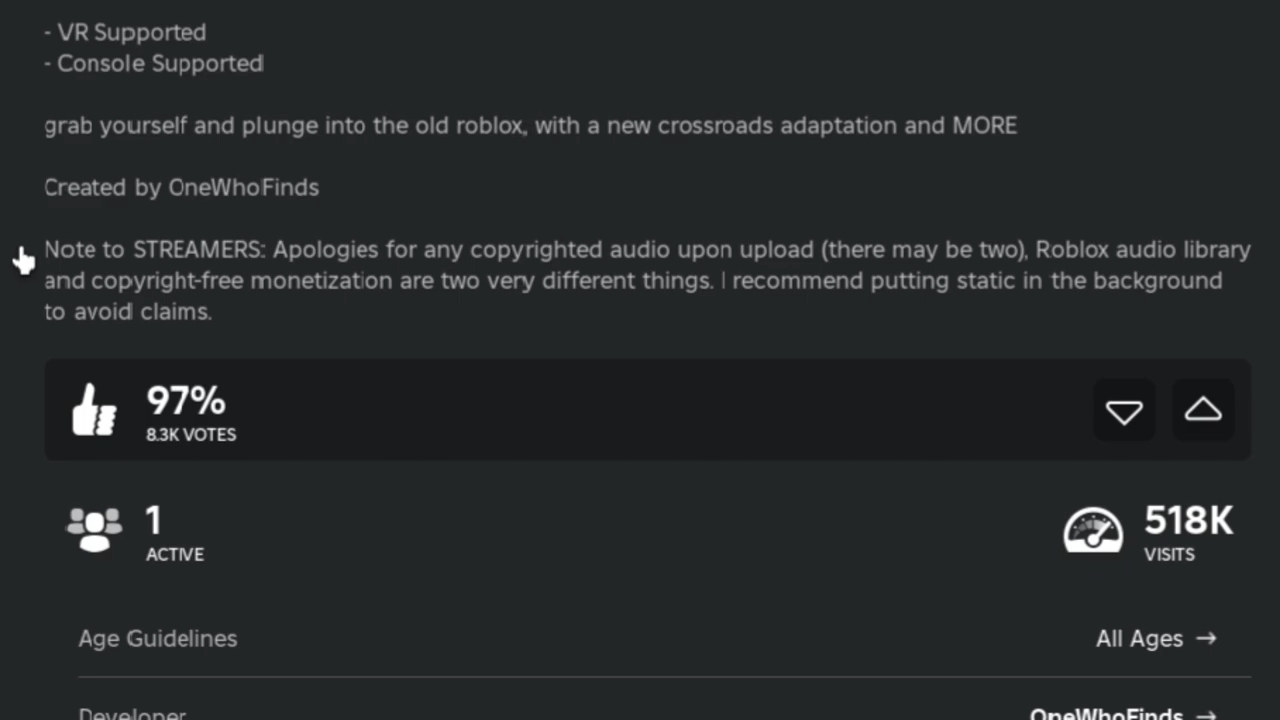 - VR Supported
- Console Supported
grab yourself and plunge into the old roblox, with a new crossroads adaptation and MORE
Created by OneWhoFinds
Note to STREAMERS: Apologies for any copyrighted audio upon upload (there may be two), Roblox audio library
and copyright-free monetization are two very different things. I recommend putting static in the background
to avoid claims.
97%
8.3K VOTES
1
ACTIVE
518K
VISITS
Age Guidelines
All Ages →
Developer
OneWhoFinds →